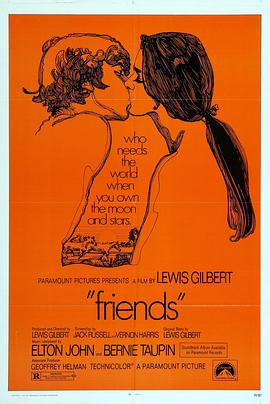 who
needs
the
world
when
you own
the moon
and stars.
PARAMOUNT PICTURES PRESENTS A FILM BY LEWIS GILBERT
"friends"
Produced and Directed by LEWIS GILBERT
Screenplay by JACK RUSSELL and VERNON HARRIS
Original Story by LEWIS GILBERT
Music composed by
ELTON JOHN and BERNIE TAUPIN
Soundtrack Album Available
on Paramount Records
Associate Producer
GEOFFREY HELMAN TECHNICOLOR® A PARAMOUNT PICTURE
R